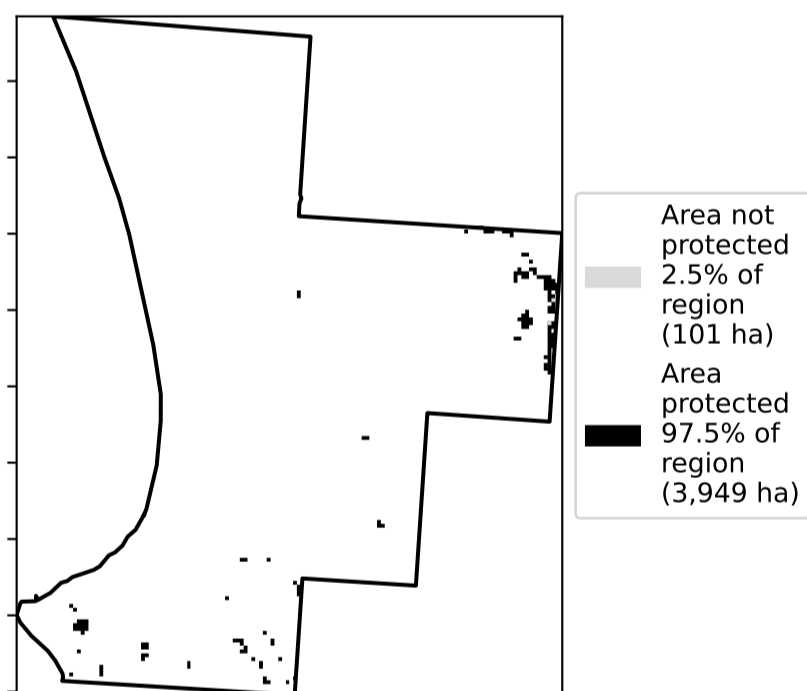 Area not
protected
2.5% of
region
(101 ha)
Area
protected
97.5% of
region
(3,949 ha)